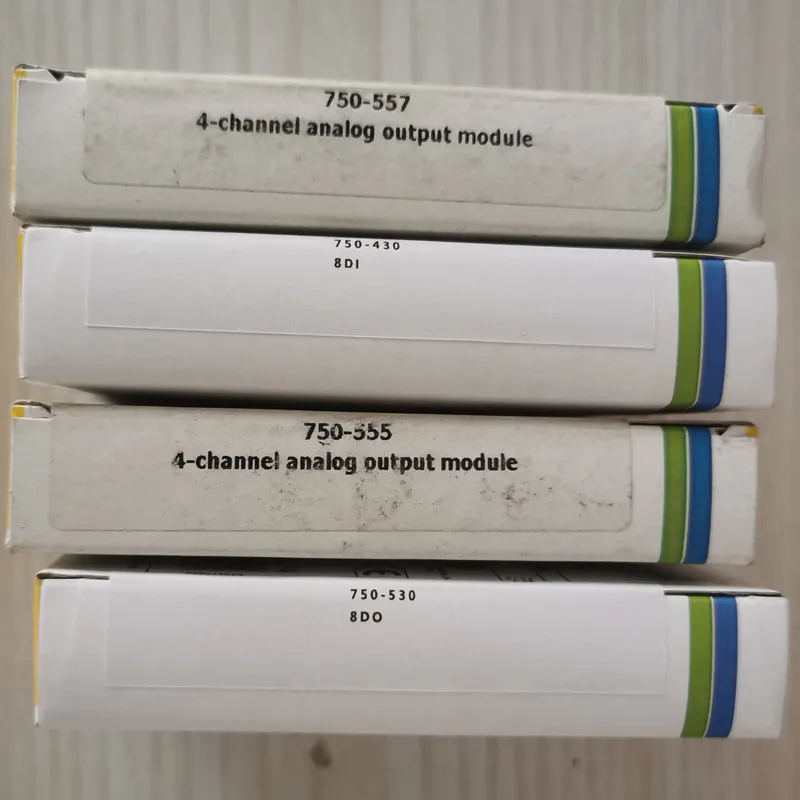 750-557
4-channel analog output module
750-430
8DI
750-555
4-channel analog output module
750-530
8DO